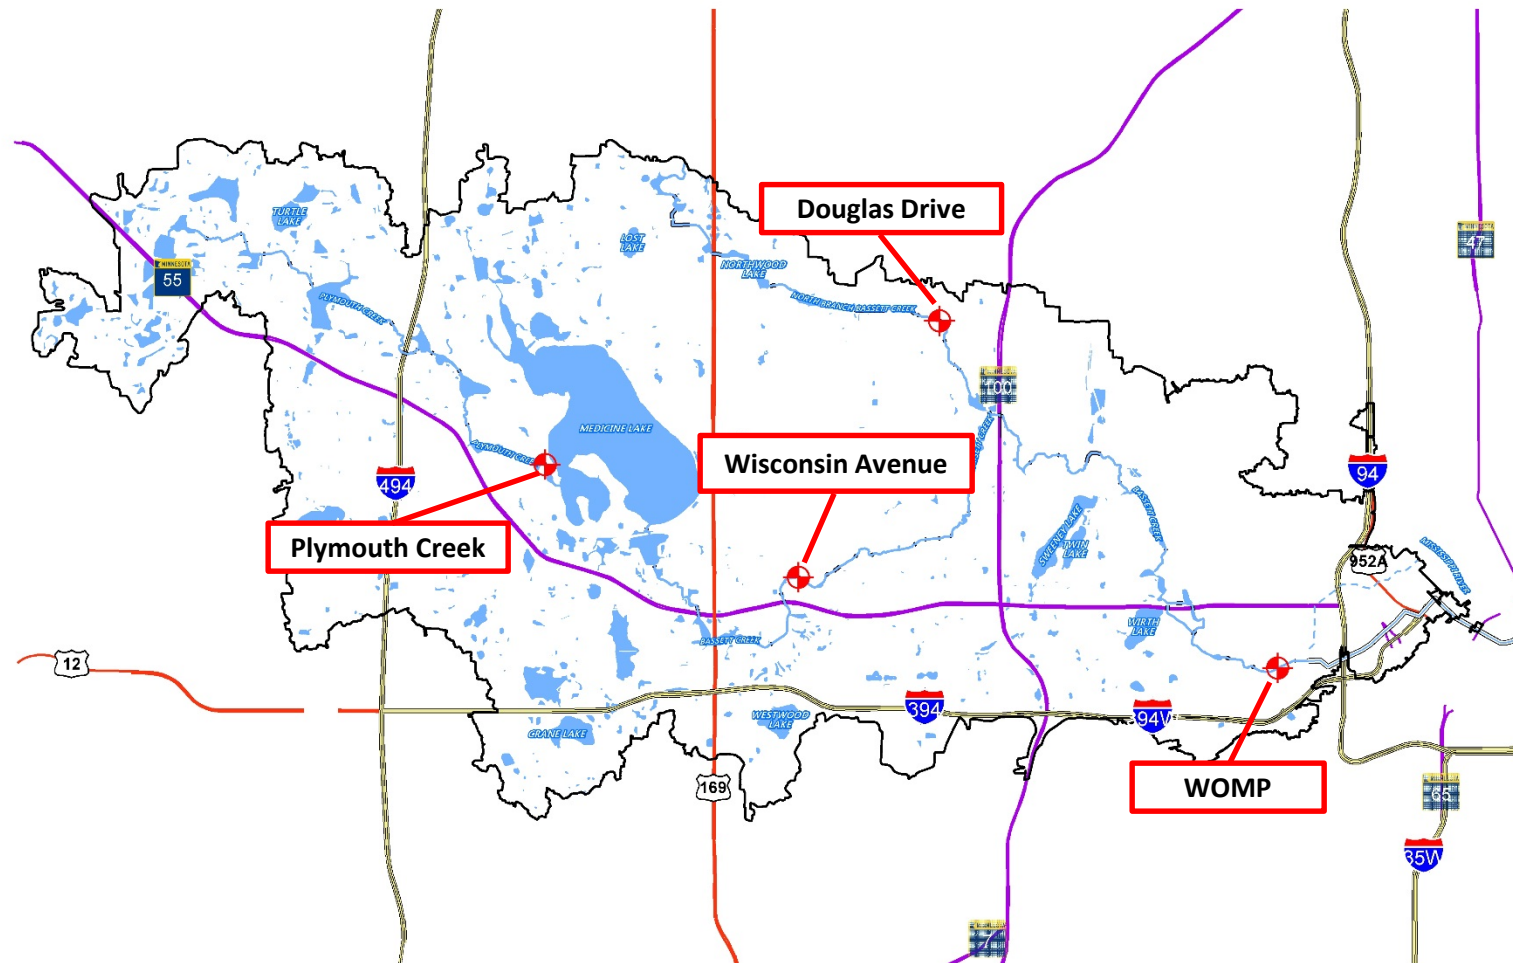 Douglas Drive
TURTLE
LAKE
LOST
LAKE
47
NORTHWOOD
LAKE
MINNESOTA
55
PLYMOUTH CREEK
NORTH BRANCH BASSETT CREEK
100
MEDICINE LAKE
PLYMOUTH CREEK
Wisconsin Avenue
494
94
Plymouth Creek
SWEENEY LAKE
TWIN
LAKE
BASSETT CREEK
952A
MISSISSIPPI RIVER
WIRTH
LAKE
BASSETT CREEK
12
394
94W
WESTWOOD
LAKE
CRANE LAKE
169
WOMP
65
35W
7